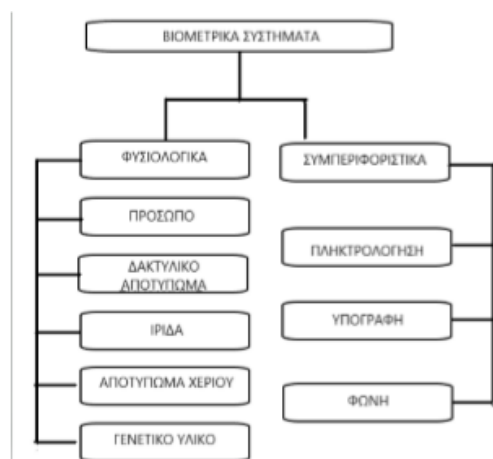 ΒΙΟΜΕΤΡΙΚΑ ΣΥΣΤΗΜΑΤΑ
ΦΥΣΙΟΛΟΓΙΚΑ
ΠΡΟΣΩΠΟ
ΔΑΚΤΥΛΙΚΟ
ΑΠΟΤΥΠΩΜΑ
ΙΡΙΔΑ
ΑΠΟΤΥΠΩΜΑ ΧΕΡΙΟΥ
ΓΕΝΕΤΙΚΟ ΥΛΙΚΟ
ΣΥΜΠΕΡΙΦΟΡΙΣΤΙΚΑ
ΠΛΗΚΤΡΟΛΟΓΗΣΗ
ΥΠΟΓΡΑΦΗ
ΦΩΝΗ